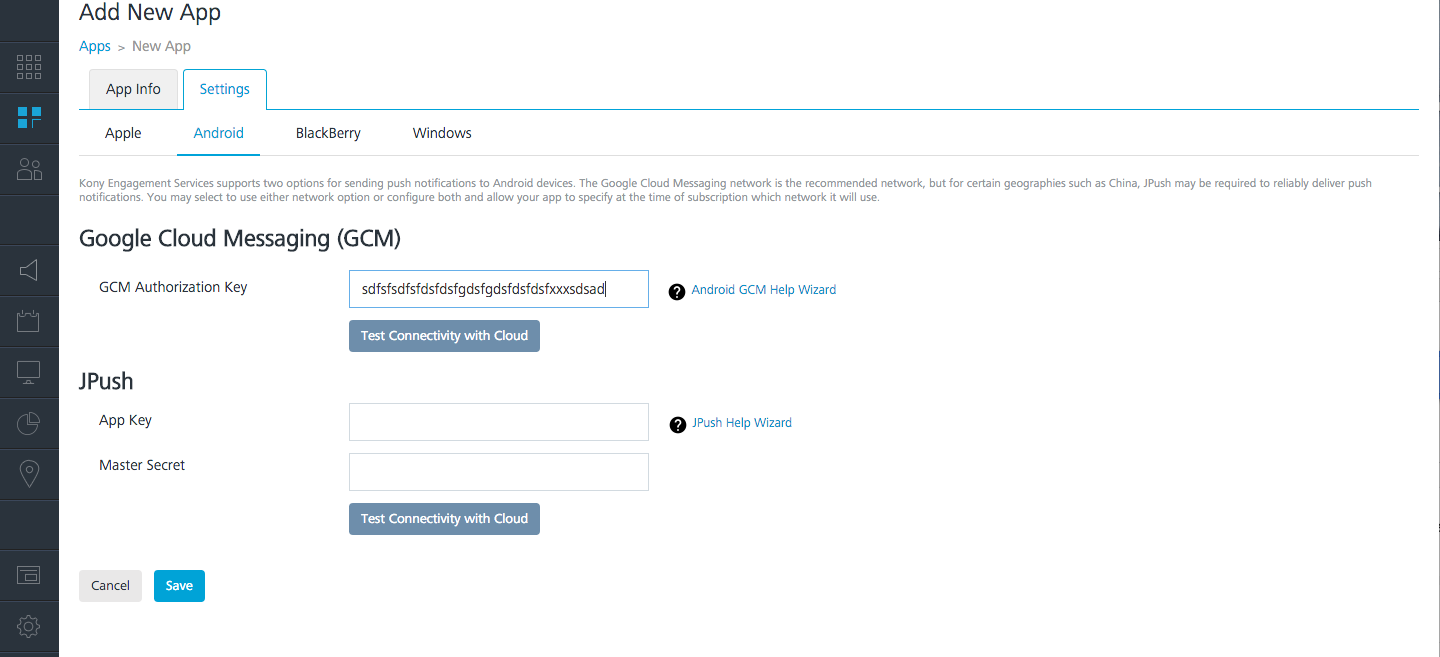 Add New App
Apps > New App
App Info Settings
Apple Android BlackBerry Windows
Kony Engagement Services supports two options for sending push notifications to Android devices. The Google Cloud Messaging network is the recommended network, but for certain geographies such as China, JPush may be required to reliably deliver push
notifications. You may select to use either network option or configure both and allow your app to specify at the time of subscription which network it will use.
Google Cloud Messaging (GCM)
GCM Authorization Key sdfsfsdfsfdsfdsfgdsfgdsfdsfdsfxxxsdsad ? Android GCM Help Wizard
Test Connectivity with Cloud
JPush
App Key ? JPush Help Wizard
Master Secret
Test Connectivity with Cloud
Cancel Save